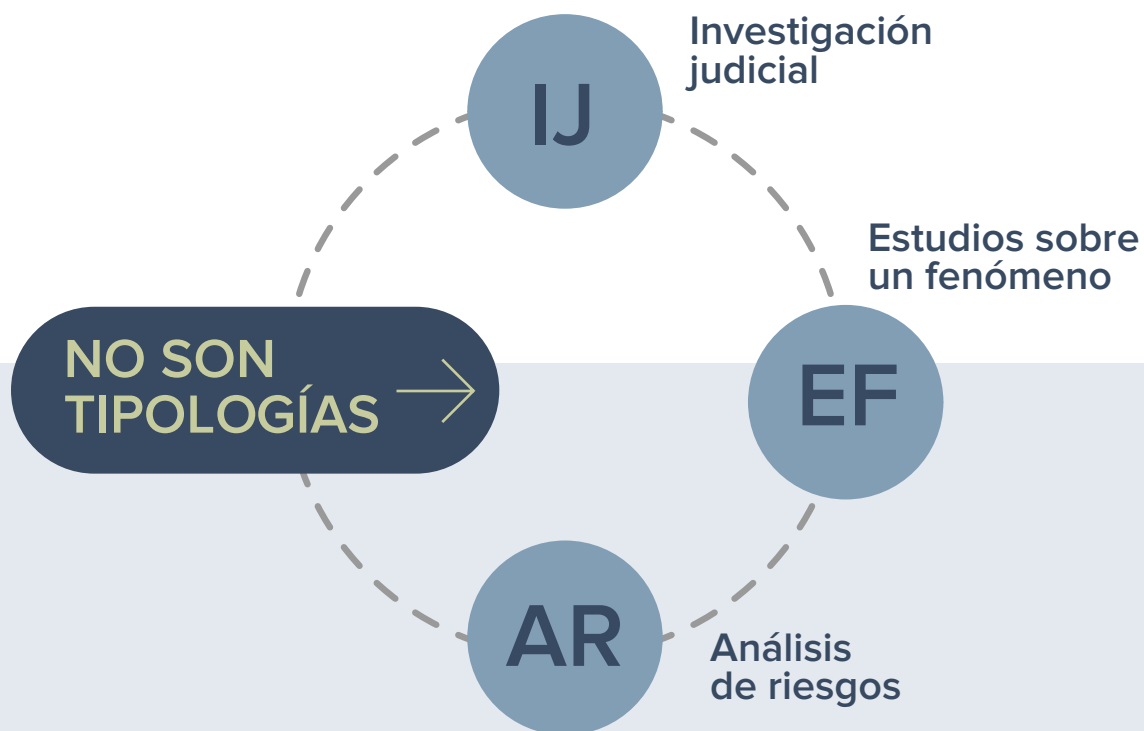 IJ
Investigación
judicial
Estudios sobre
un fenómeno
EF
NO SON
TIPOLOGÍAS
AR
Análisis
de riesgos